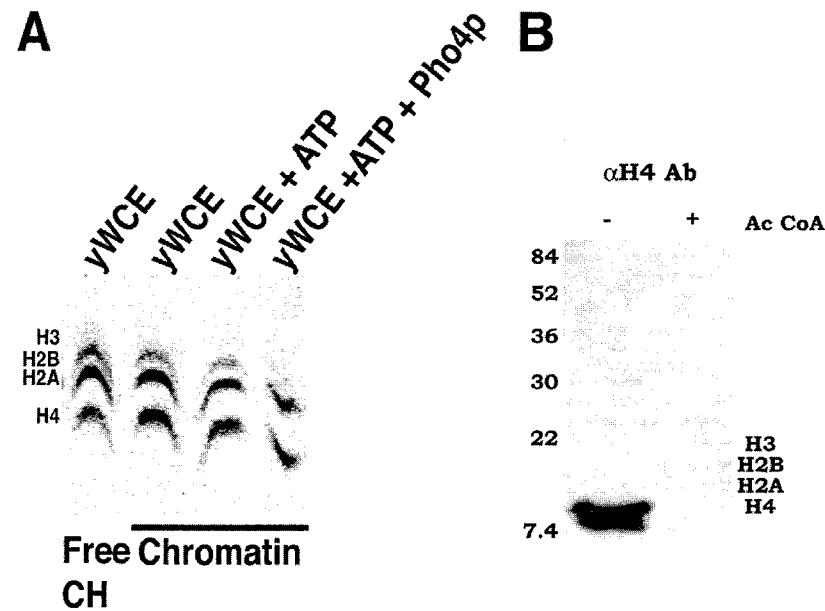 A
yWCE
yWCE
yWCE + ATP
yWCE +ATP + Pho4p
H3
H2B
H2A
H4
Free Chromatin
CH
B
αH4 Ab
- + Ac CoA
84
52
36
30
22
7.4
H3
H2B
H2A
H4